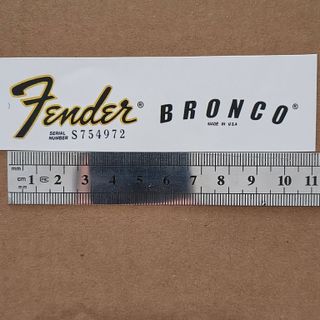 Fender®
SERIAL NUMBER S754972
BRONCO®
MADE IN U.S.A
mm
cm 1 2 3 4 5 6 7 8 9 10 11